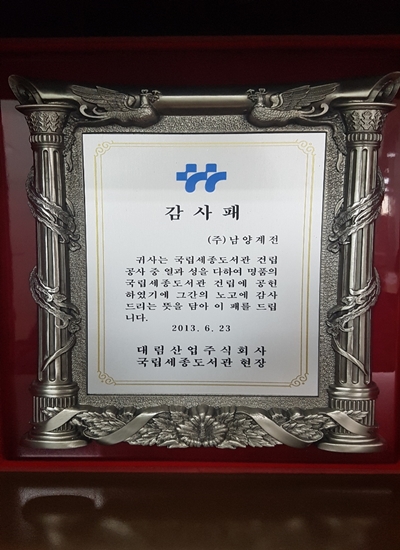 감사패
(주)남양계전
귀사는 국립세종도서관 건립
공사 중 열과 성을 다하여 명품의
국립세종도서관 건립에 공헌
하였기에 그간의 노고에 감사
드리는 뜻을 담아 이 패를 드립
니다.
2013. 6. 23
대림산업주식회사
국립세종도서관 현장